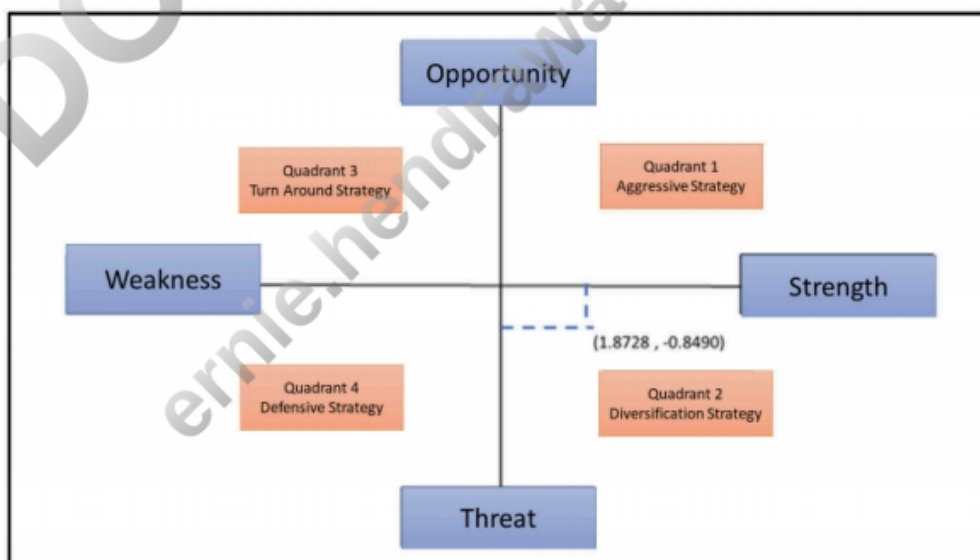 Opportunity
Quadrant 3
Turn Around Strategy
Quadrant 1
Aggressive Strategy
Weakness
Strength
(1.8728 , -0.8490)
Quadrant 4
Defensive Strategy
Quadrant 2
Diversification Strategy
Threat
ernie.hendrawa